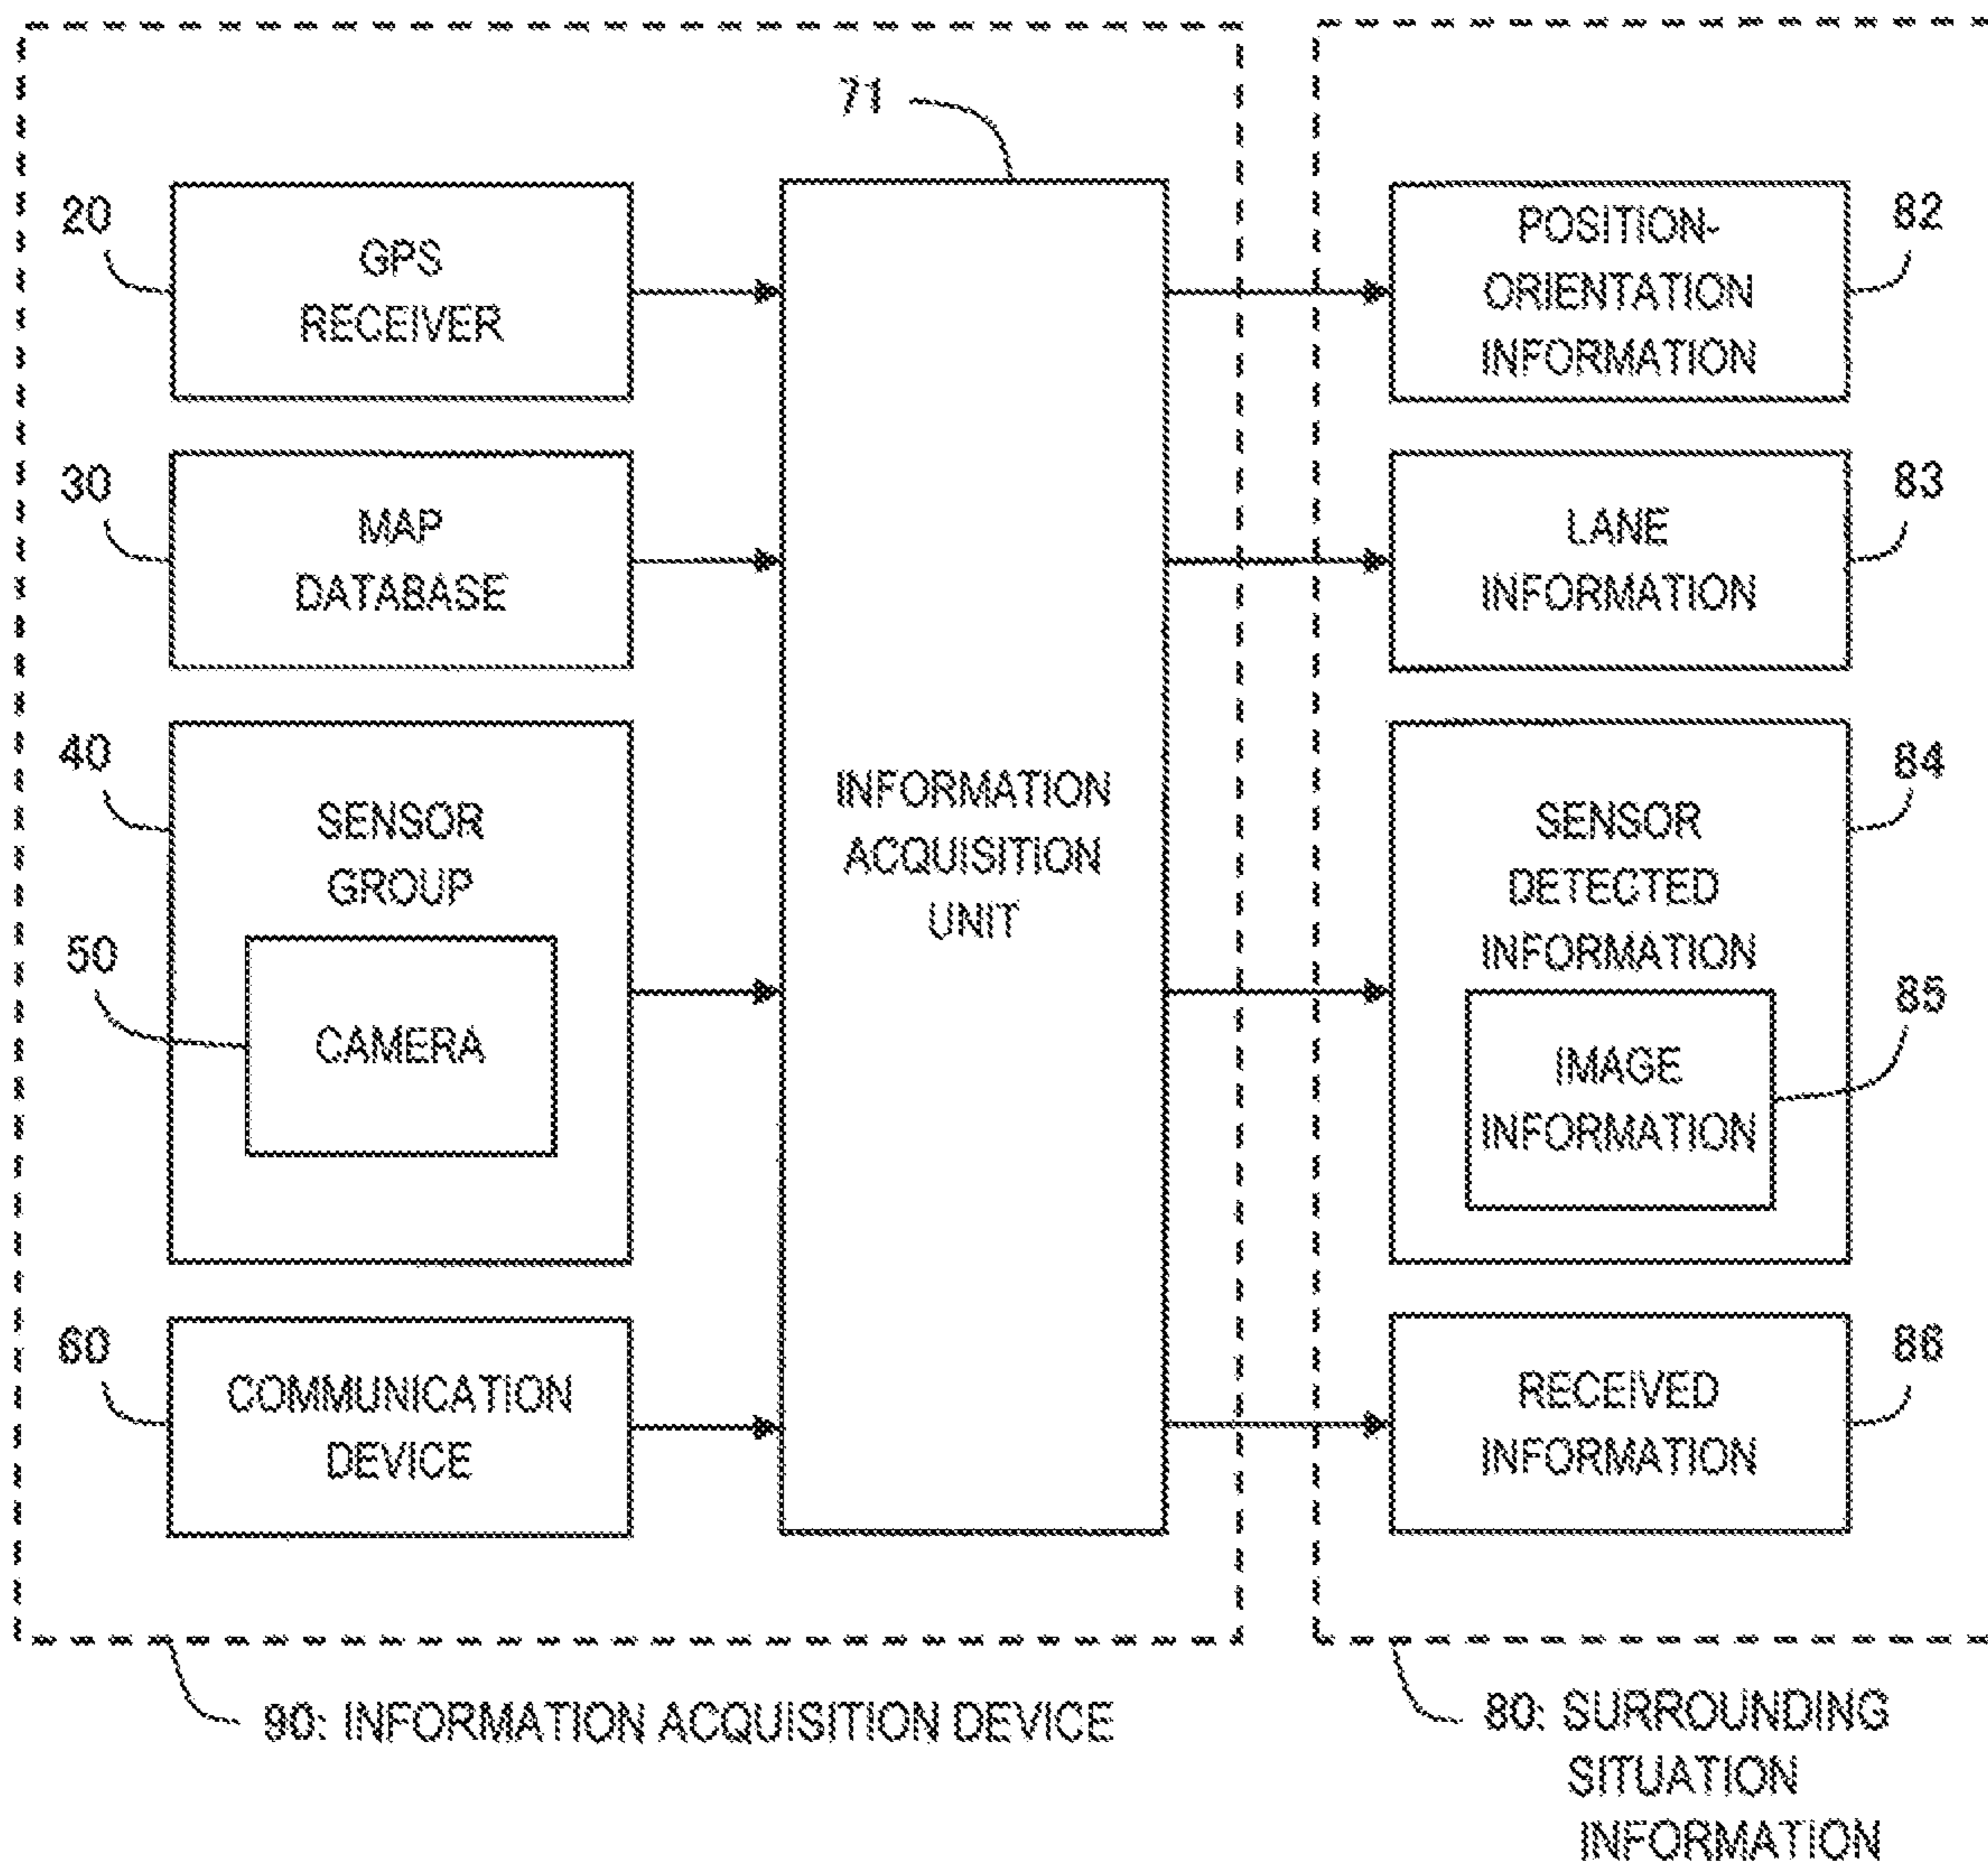 71
20
GPS
RECEIVER
POSITION-
ORIENTATION
INFORMATION
82
30
MAP
DATABASE
LANE
INFORMATION
83
40
SENSOR
GROUP
50
CAMERA
INFORMATION
ACQUISITION
UNIT
SENSOR
DETECTED
INFORMATION
84
IMAGE
INFORMATION
85
60
COMMUNICATION
DEVICE
RECEIVED
INFORMATION
86
90: INFORMATION ACQUISITION DEVICE
80: SURROUNDING
SITUATION
INFORMATION